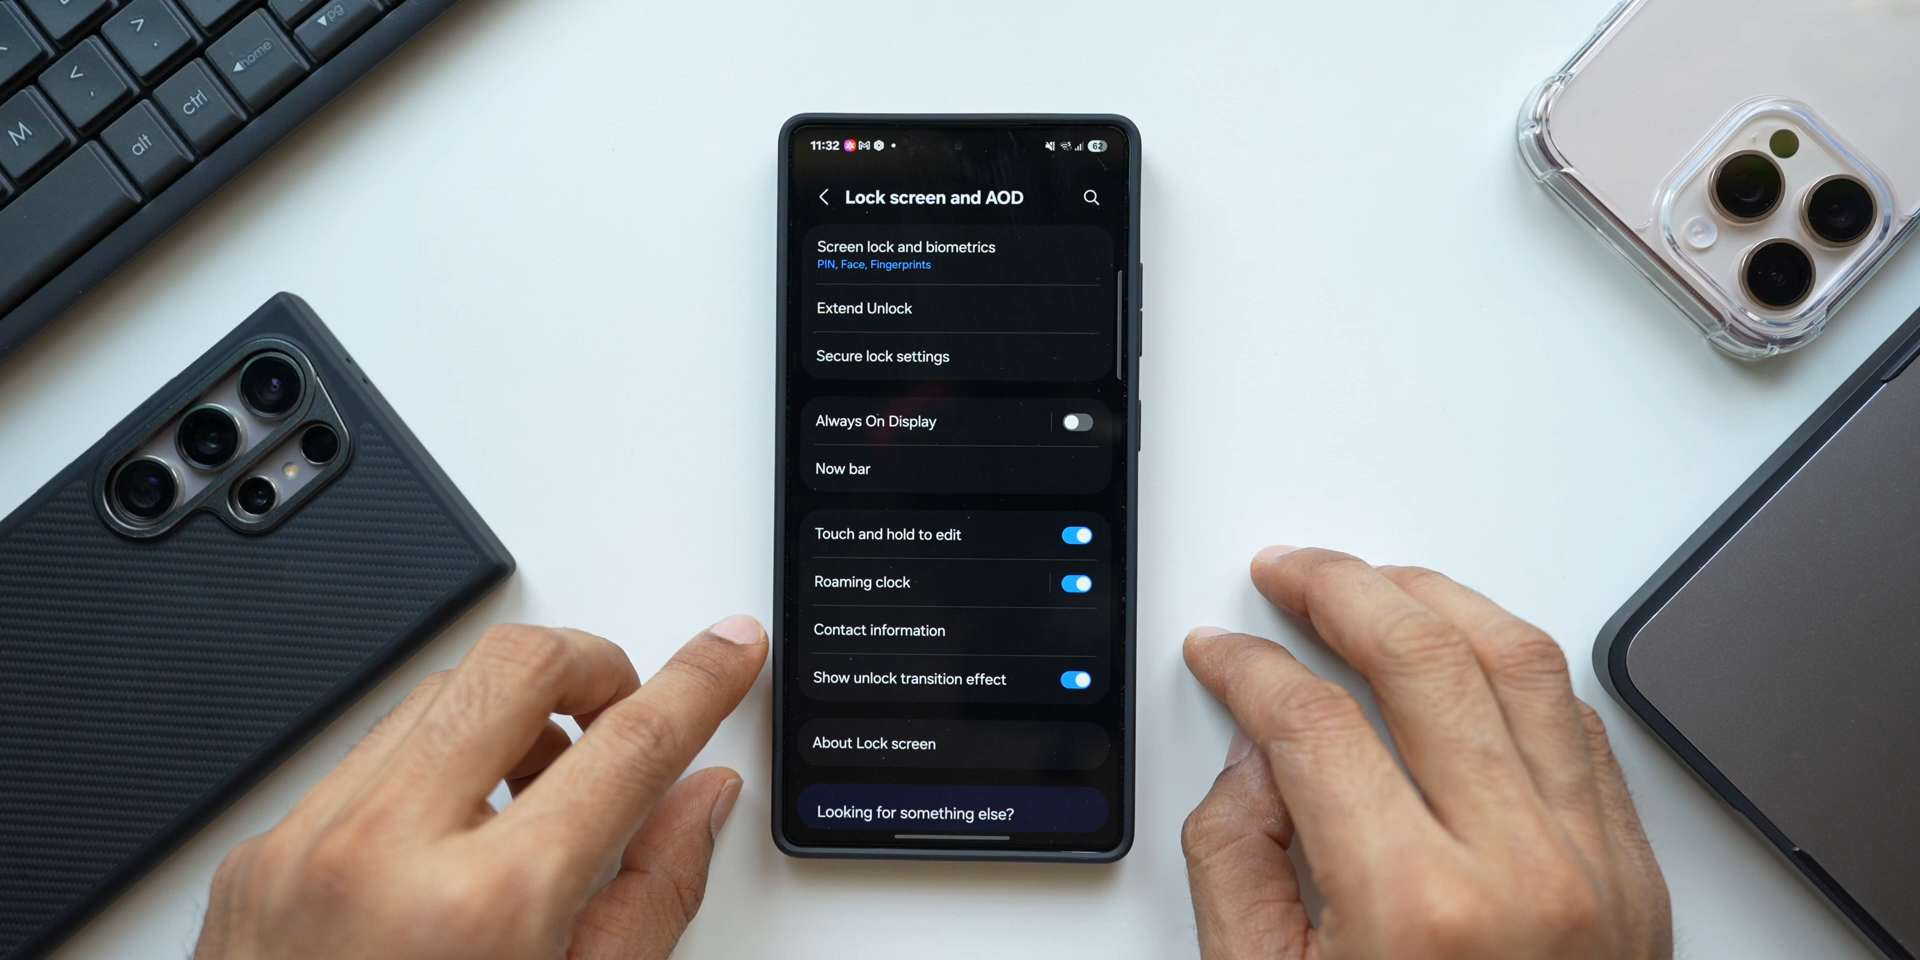 pg
home
ctrl
alt
M
11:32
62
Lock screen and AOD
Screen lock and biometrics
PIN, Face, Fingerprints
Extend Unlock
Secure lock settings
Always On Display
Now bar
Touch and hold to edit
Roaming clock
Contact information
Show unlock transition effect
About Lock screen
Looking for something else?